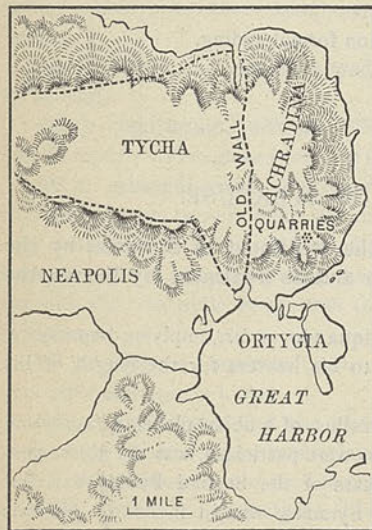 TYCHA
OLD WALL
ACHRADINA
QUARRIES
NEAPOLIS
ORTYGIA
GREAT
HARBOR
1 MILE